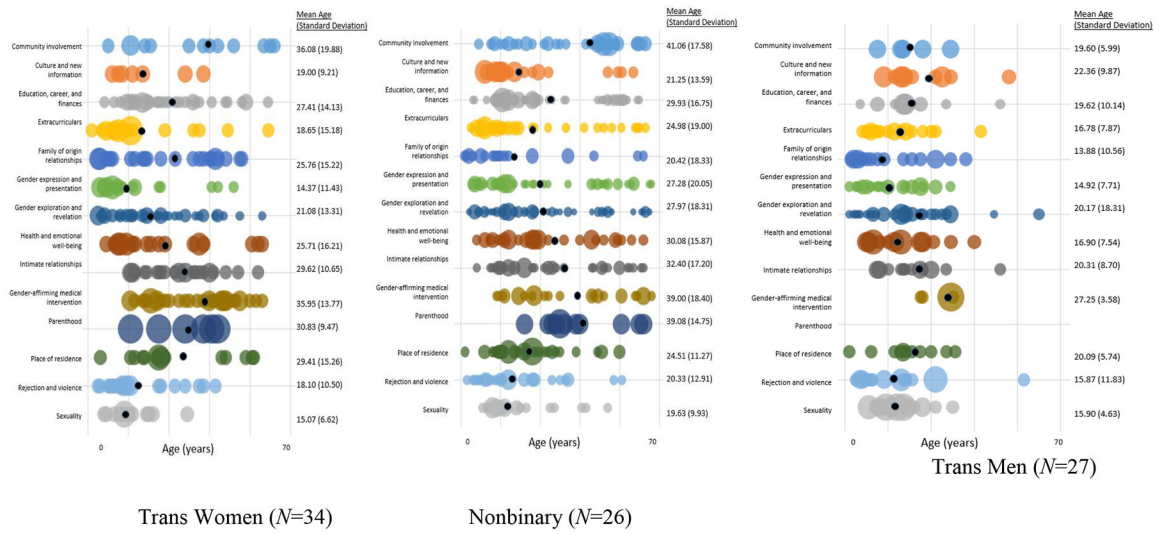 Mean Age
(Standard Deviation)
Community involvement
36.08 (19.88)
Culture and new
information
19.00 (9.21)
Education, career, and
finances
27.41 (14.13)
Extracurriculars
18.65 (15.18)
Family of origin
relationships
25.76 (15.22)
Gender expression and
presentation
14.37 (11.43)
Gender exploration and
revelation
21.08 (13.31)
Health and emotional
well-being
25.71 (16.21)
Intimate relationships
29.62 (10.65)
Gender-affirming medical
intervention
35.95 (13.77)
Parenthood
30.83 (9.47)
Place of residence
29.41 (15.26)
Rejection and violence
18.10 (10.50)
Sexuality
15.07 (6.62)
0
Age (years)
70
Trans Women (N=34)
Mean Age
(Standard Deviation)
Community involvement
41.06 (17.58)
Culture and new
information
21.25 (13.59)
Education, career, and
finances
29.93 (16.75)
Extracurriculars
24.98 (19.00)
Family of origin
relationships
20.42 (18.33)
Gender expression and
presentation
27.28 (20.05)
Gender exploration and
revelation
27.97 (18.31)
Health and emotional
well-being
30.08 (15.87)
Intimate relationships
32.40 (17.20)
Gender-affirming medical
intervention
39.00 (18.40)
Parenthood
39.08 (14.75)
Place of residence
24.51 (11.27)
Rejection and violence
20.33 (12.91)
Sexuality
19.63 (9.93)
0
Age (years)
70
Nonbinary (N=26)
Mean Age
(Standard Deviation)
Community involvement
19.60 (5.99)
Culture and new
information
22.36 (9.87)
Education, career, and
finances
19.62 (10.14)
Extracurriculars
16.78 (7.87)
Family of origin
relationships
13.88 (10.56)
Gender expression and
presentation
14.92 (7.71)
Gender exploration and
revelation
20.17 (18.31)
Health and emotional
well-being
16.90 (7.54)
Intimate relationships
20.31 (8.70)
Gender-affirming medical
intervention
27.25 (3.58)
Parenthood
Place of residence
20.09 (5.74)
Rejection and violence
15.87 (11.83)
Sexuality
15.90 (4.63)
0
Age (years)
70
Trans Men (N=27)